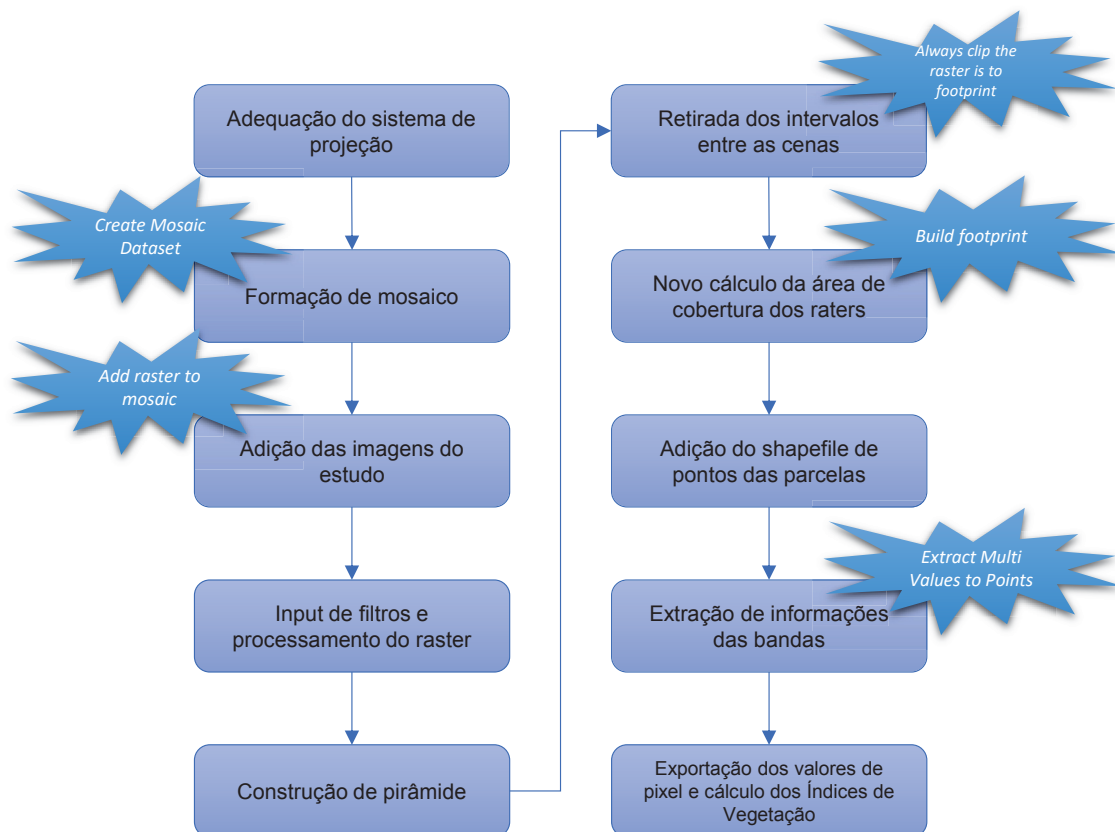 Adequação do sistema de
projeção
Create Mosaic
Dataset
Formação de mosaico
Add raster to
mosaic
Adição das imagens do
estudo
Input de filtros e
processamento do raster
Construção de pirâmide
Always clip the
raster is to
footprint
Retirada dos intervalos
entre as cenas
Build footprint
Novo cálculo da área de
cobertura dos raters
Adição do shapefile de
pontos das parcelas
Extract Multi
Values to Points
Extração de informações
das bandas
Exportação dos valores de
pixel e cálculo dos Índices de
Vegetação